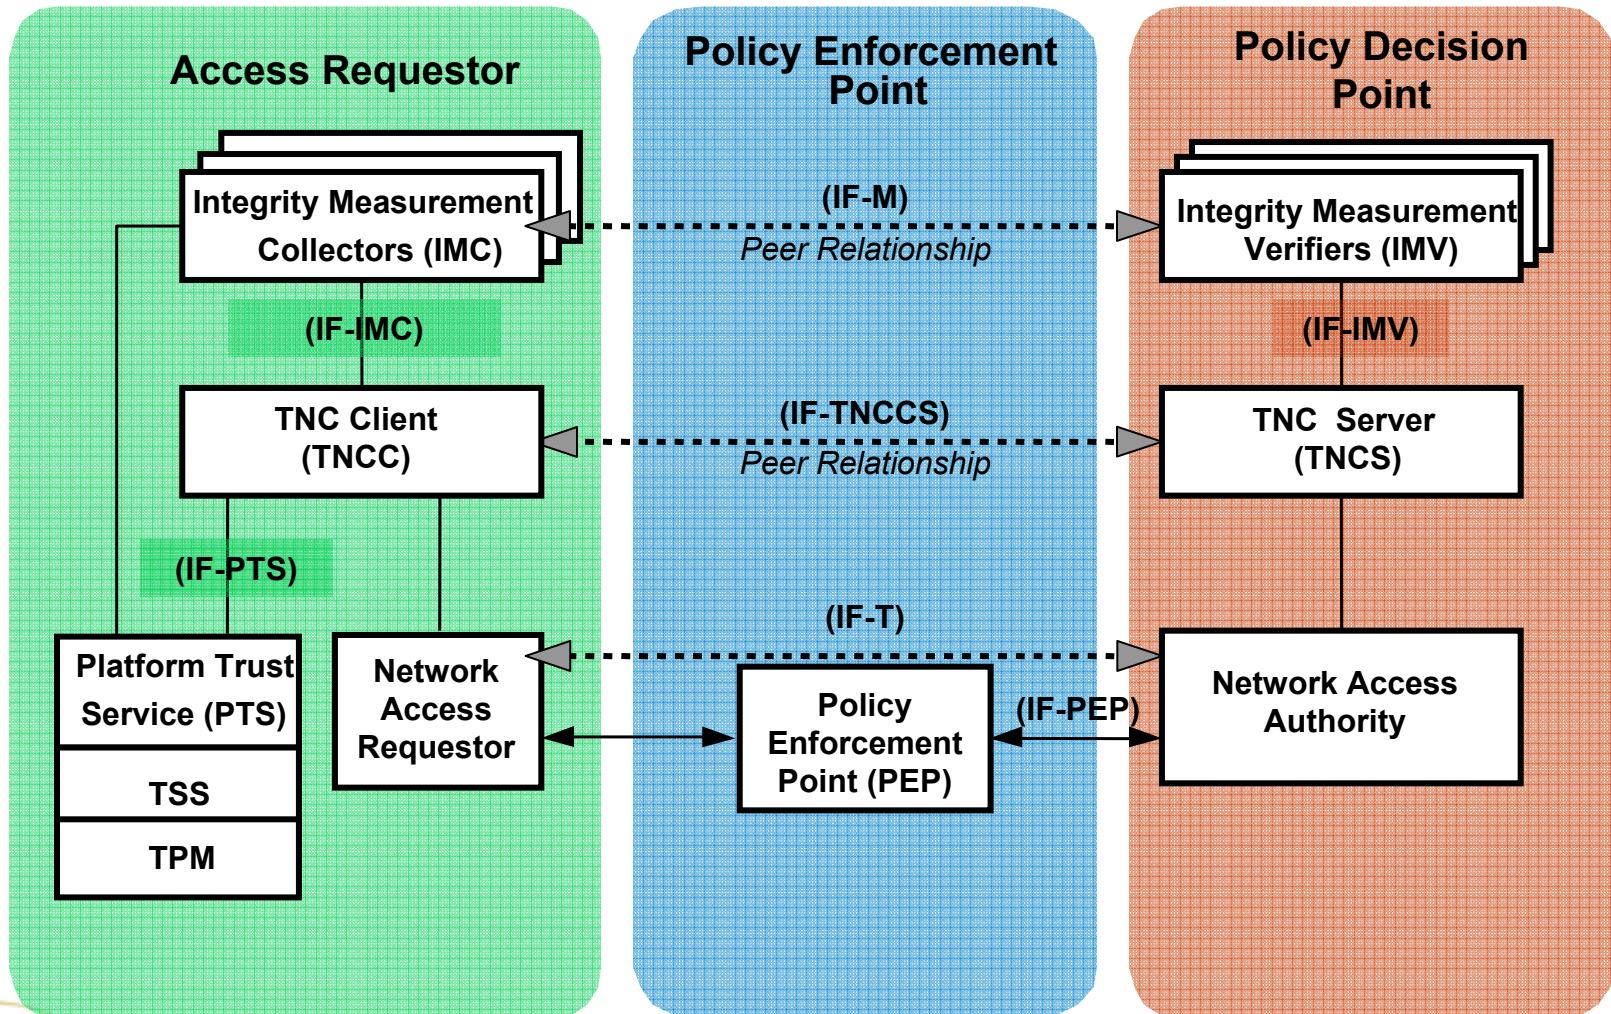 Access Requestor
Policy Enforcement
Point
Policy Decision
Point
Integrity Measurement
Collectors (IMC)
(IF-M)
Peer Relationship
Integrity Measurement
Verifiers (IMV)
(IF-IMC)
(IF-IMV)
TNC Client
(TNCC)
(IF-TNCCS)
Peer Relationship
TNC Server
(TNCS)
(IF-PTS)
(IF-T)
Platform Trust
Service (PTS)
TSS
TPM
Network
Access
Requestor
Policy
Enforcement
Point (PEP)
(IF-PEP)
Network Access
Authority